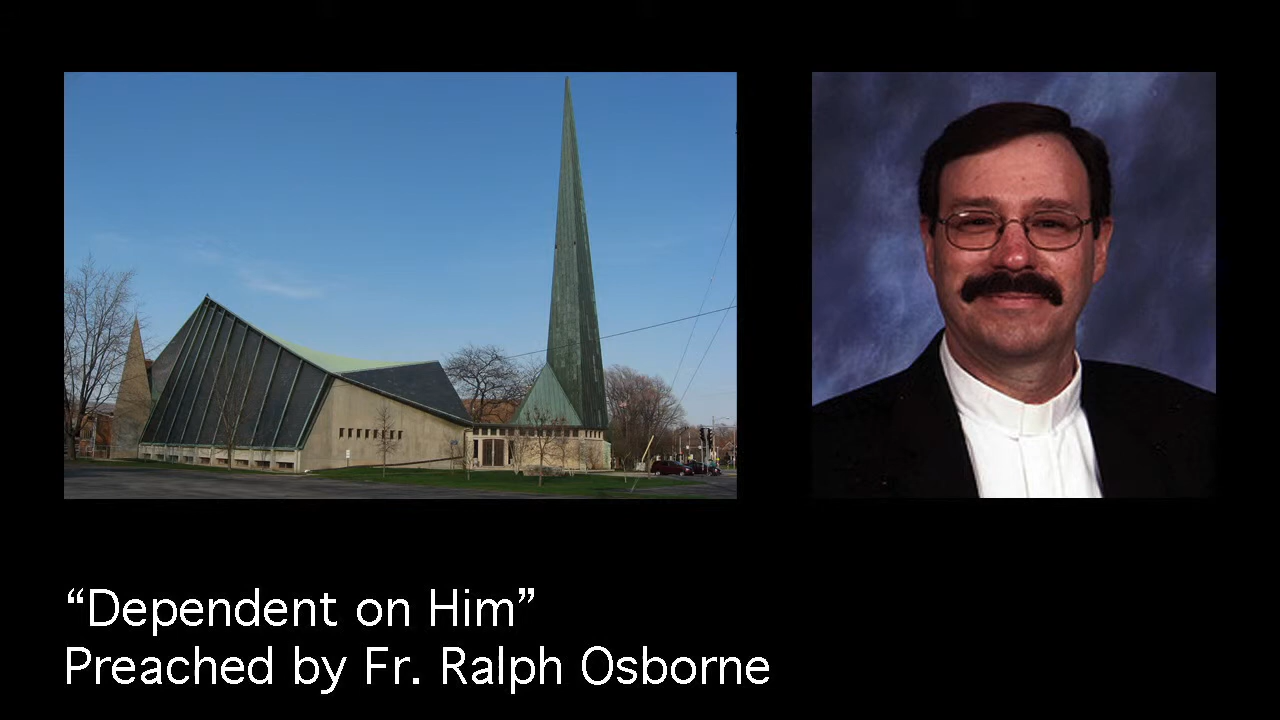 “Dependent on Him”
Preached by Fr. Ralph Osborne